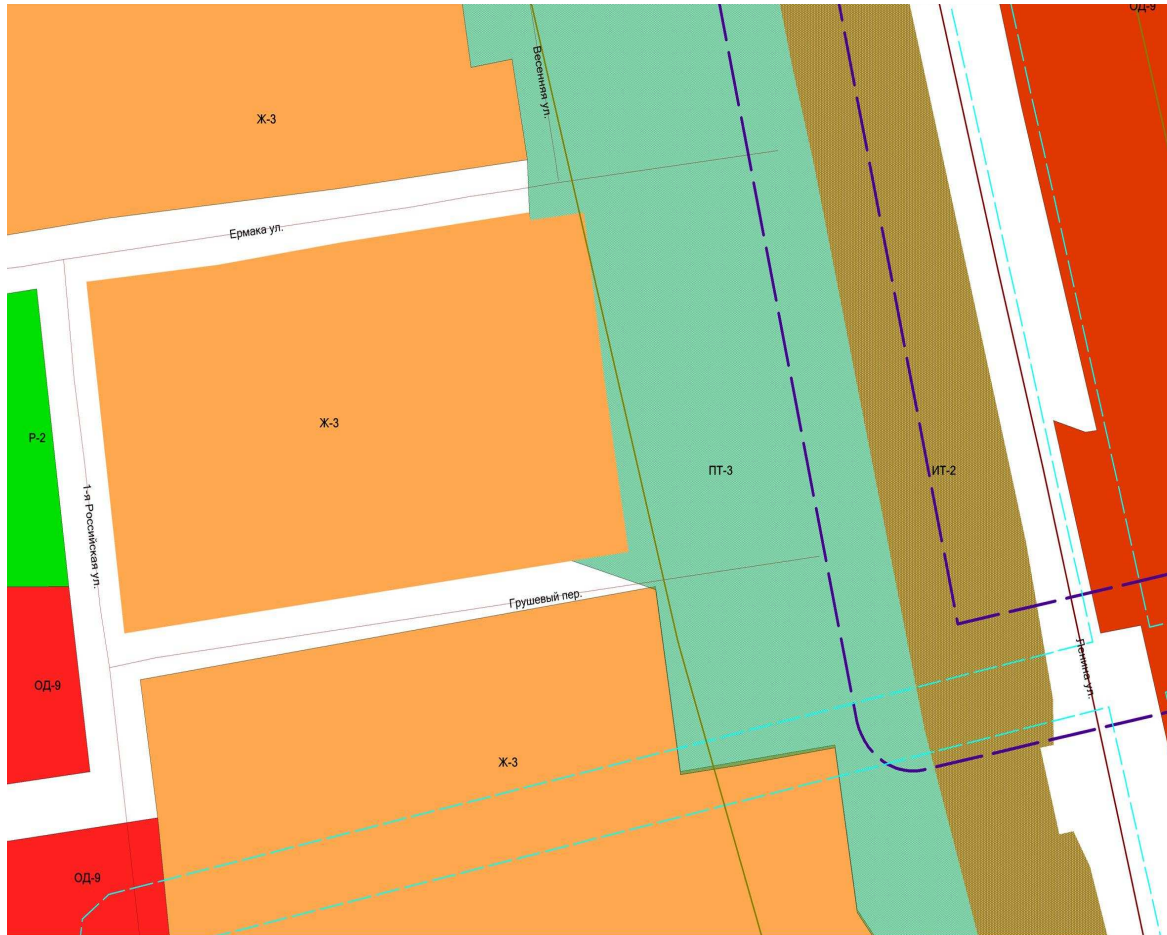 ОД-9
Весенняя ул.
Ж-3
Ермака ул.
Ж-3
Р-2
ПТ-3
ИТ-2
1-я Российская ул.
Грушевый пер.
Ленина ул.
ОД-9
Ж-3
ОД-9